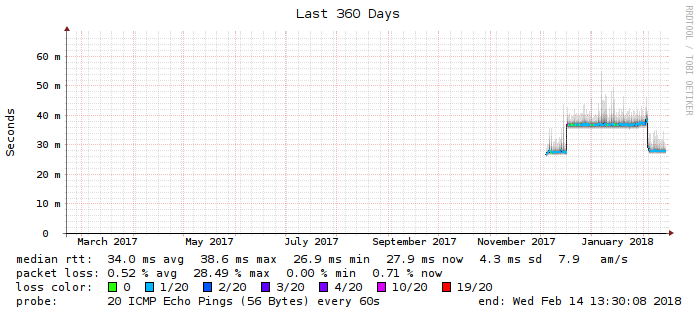 Last 360 Days
RRDTOOL / TOBI OETIKER
Seconds
60 m
50 m
40 m
30 m
20 m
10 m
0
March 2017 May 2017 July 2017 September 2017 November 2017 January 2018
median rtt: 34.0 ms avg 38.6 ms max 26.9 ms min 27.9 ms now 4.3 ms sd 7.9 am/s
packet loss: 0.52 % avg 28.49 % max 0.00 % min 0.71 % now
loss color: 0 1/20 2/20 3/20 4/20 10/20 19/20
probe: 20 ICMP Echo Pings (56 Bytes) every 60s end: Wed Feb 14 13:30:08 2018